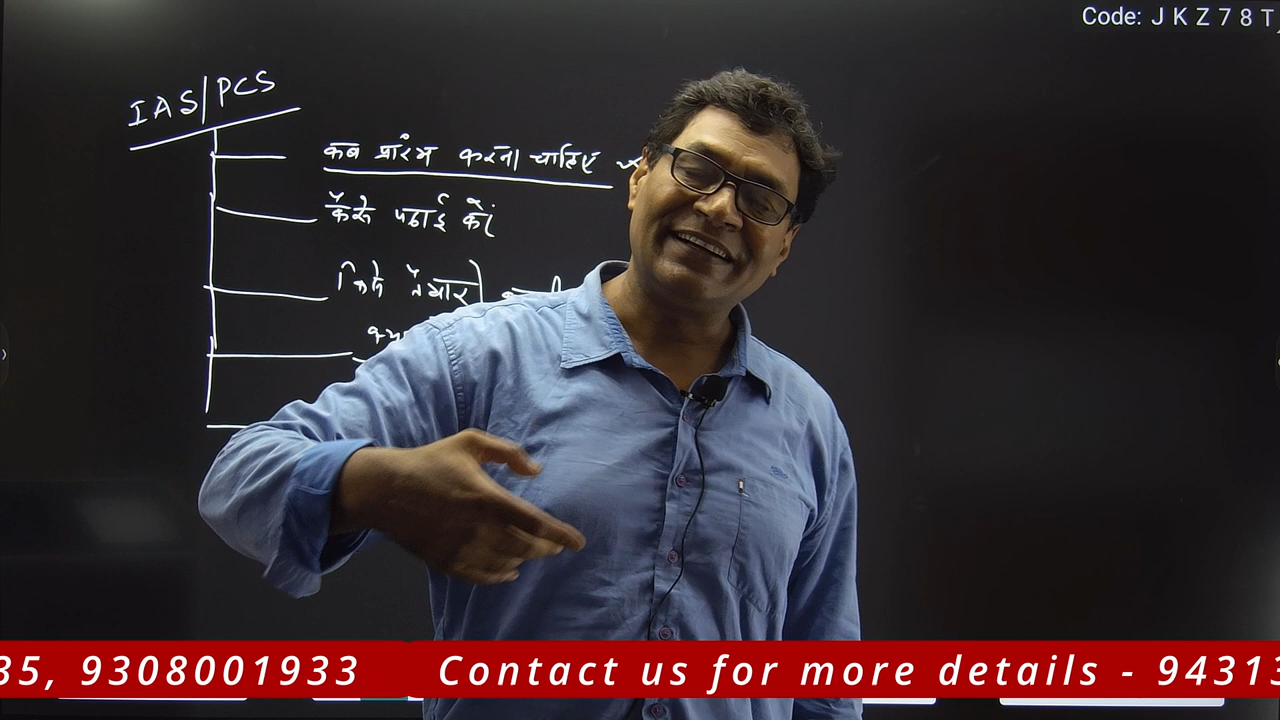 Code: J K Z 7 8 T
IAS/PCS
कब प्रारंभ करना चाहिए
कैसे पढाई करें
कैसे तैयारी
35, 9308001933 Contact us for more details - 9431